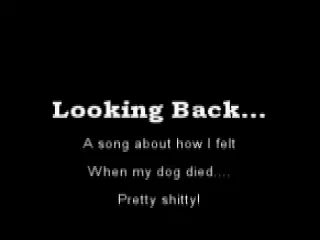 Looking Back...
A song about how I felt
When my dog died....
Pretty shitty!